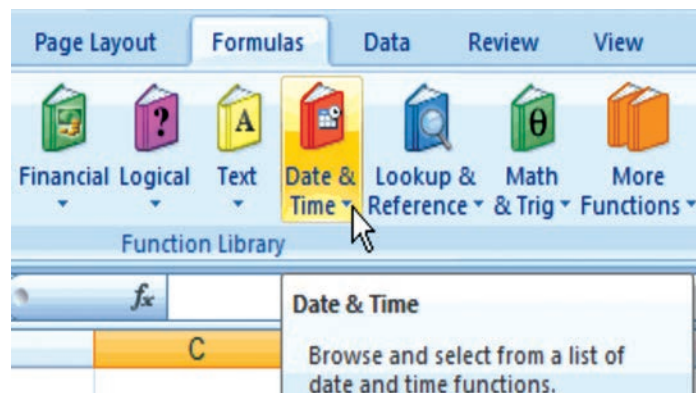 Page Layout Formulas Data Review View
? A θ
Financial Logical Text Date & Lookup & Math More
Time Reference & Trig Functions
Function Library
fx
Date & Time
C
Browse and select from a list of
date and time functions.